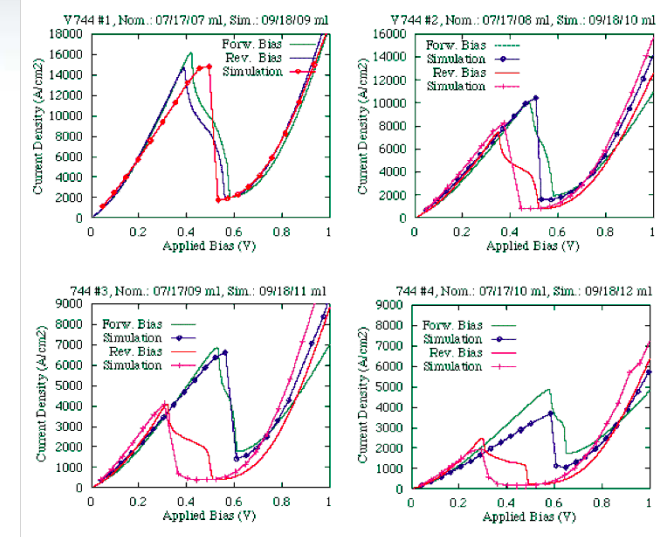 V744 #1, Nom.: 07/17/07 ml, Sim.: 09/18/09 ml
18000
16000
14000
12000
10000
8000
6000
4000
2000
0
Current Density (A/cm2)
Forw. Bias
Rev. Bias
Simulation
0 0.2 0.4 0.6 0.8 1
Applied Bias (V)
V744 #2, Nom.: 07/17/08 ml, Sim.: 09/18/10 ml
16000
14000
12000
10000
8000
6000
4000
2000
0
Current Density (A/cm2)
Forw. Bias
Simulation
Rev. Bias
Simulation
0 0.2 0.4 0.6 0.8 1
Applied Bias (V)
744 #3, Nom.: 07/17/09 ml, Sim.: 09/18/11 ml
9000
8000
7000
6000
5000
4000
3000
2000
1000
0
Current Density (A/cm2)
Forw. Bias
Simulation
Rev. Bias
Simulation
0 0.2 0.4 0.6 0.8 1
Applied Bias (V)
744 #4, Nom.: 07/17/10 ml, Sim.: 09/18/12 ml
9000
8000
7000
6000
5000
4000
3000
2000
1000
0
Current Density (A/cm2)
Forw. Bias
Simulation
Rev. Bias
Simulation
0 0.2 0.4 0.6 0.8 1
Applied Bias (V)